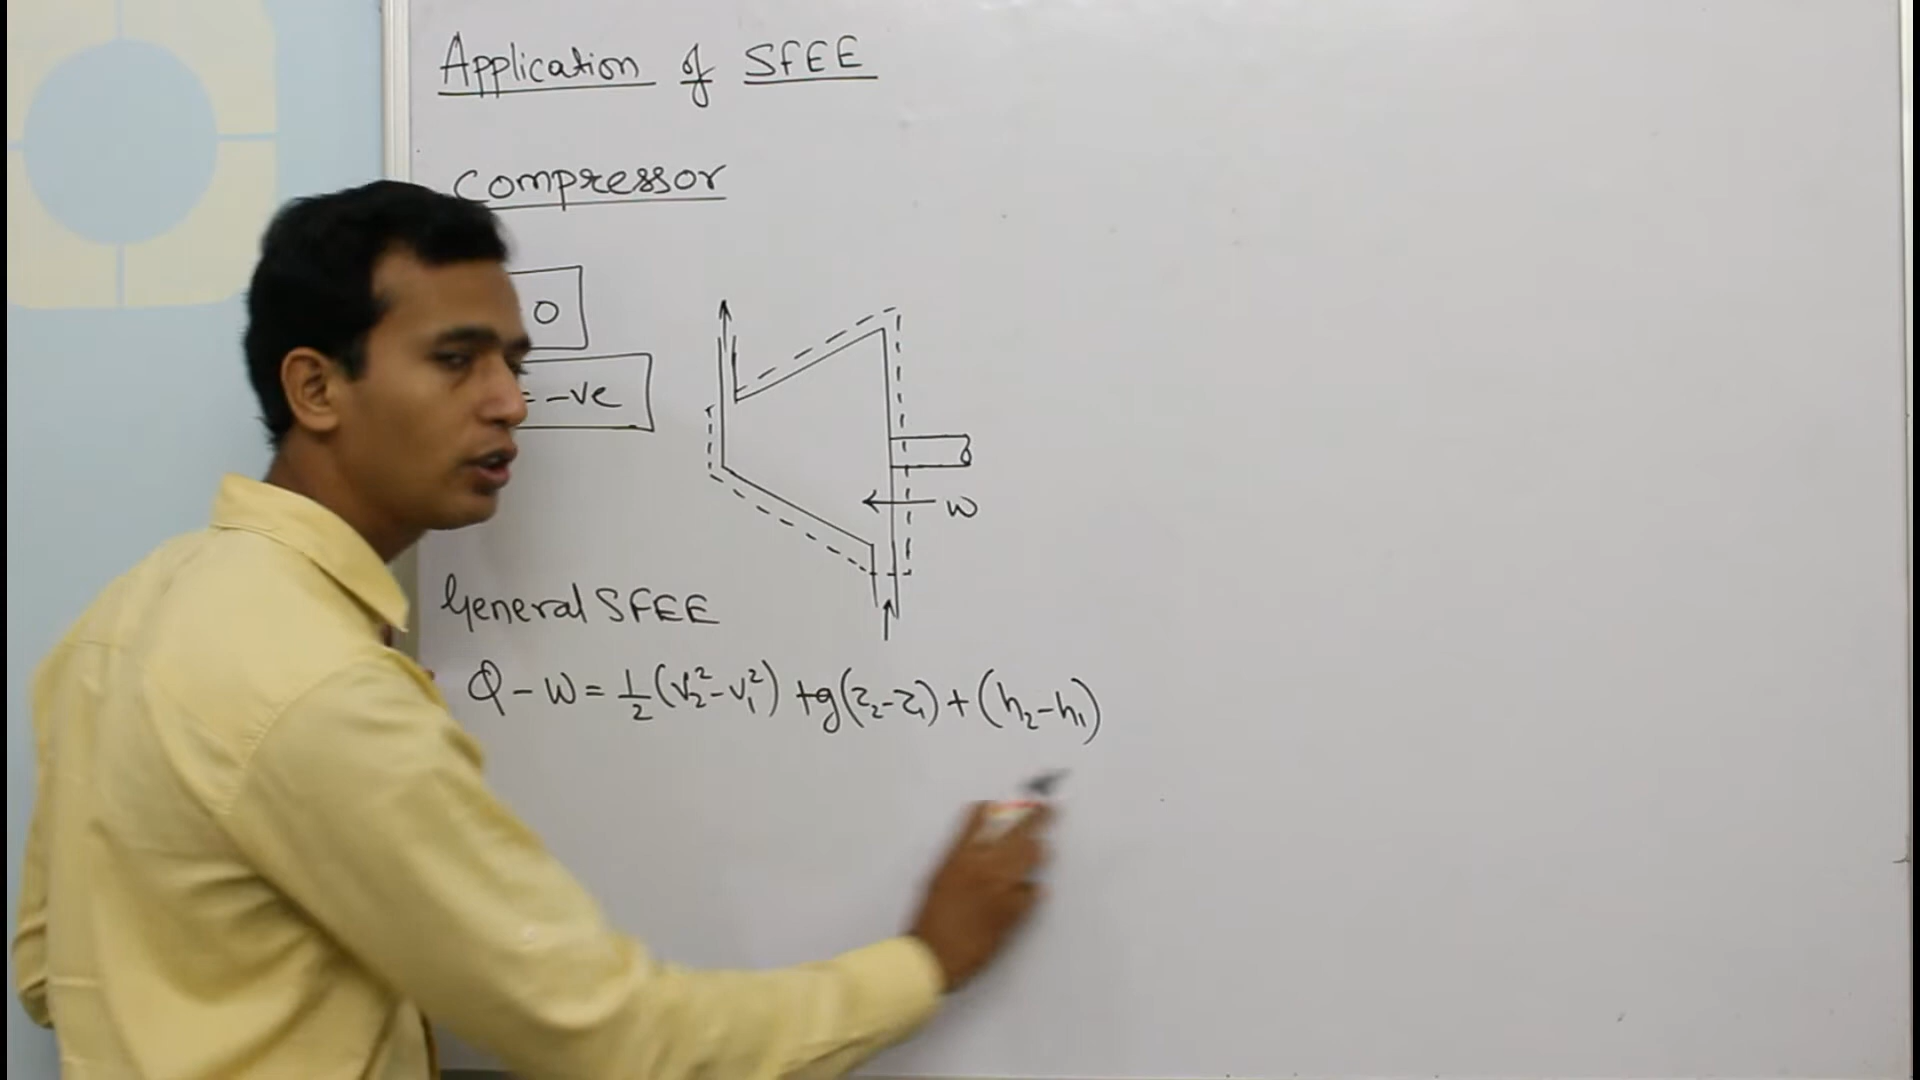 Application of SFEE
Compressor
0
= -ve
W
General SFEE
Q - W = 1/2 (V₂² - V₁²) + g(z₂ - z₁) + (h₂ - h₁)